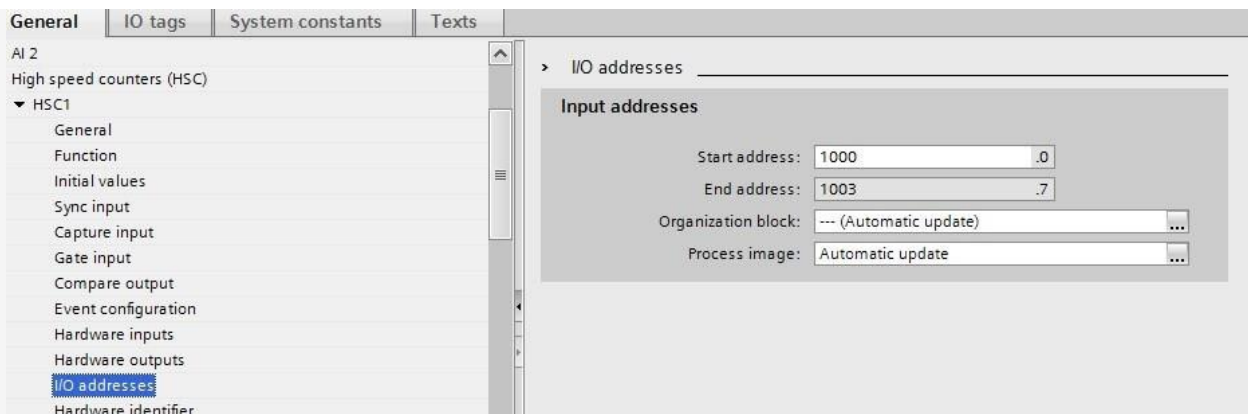 General IO tags System constants Texts
AI 2
High speed counters (HSC)
HSC1
General
Function
Initial values
Sync input
Capture input
Gate input
Compare output
Event configuration
Hardware inputs
Hardware outputs
I/O addresses
Hardware identifier
I/O addresses
Input addresses
Start address: 1000 .0
End address: 1003 .7
Organization block: --- (Automatic update) ...
Process image: Automatic update ...